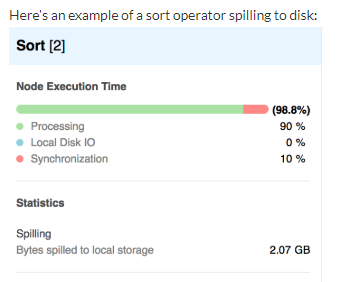 Here's an example of a sort operator spilling to disk:
Sort [2]
Node Execution Time
(98.8%)
Processing 90 %
Local Disk IO 0 %
Synchronization 10 %
Statistics
Spilling
Bytes spilled to local storage 2.07 GB